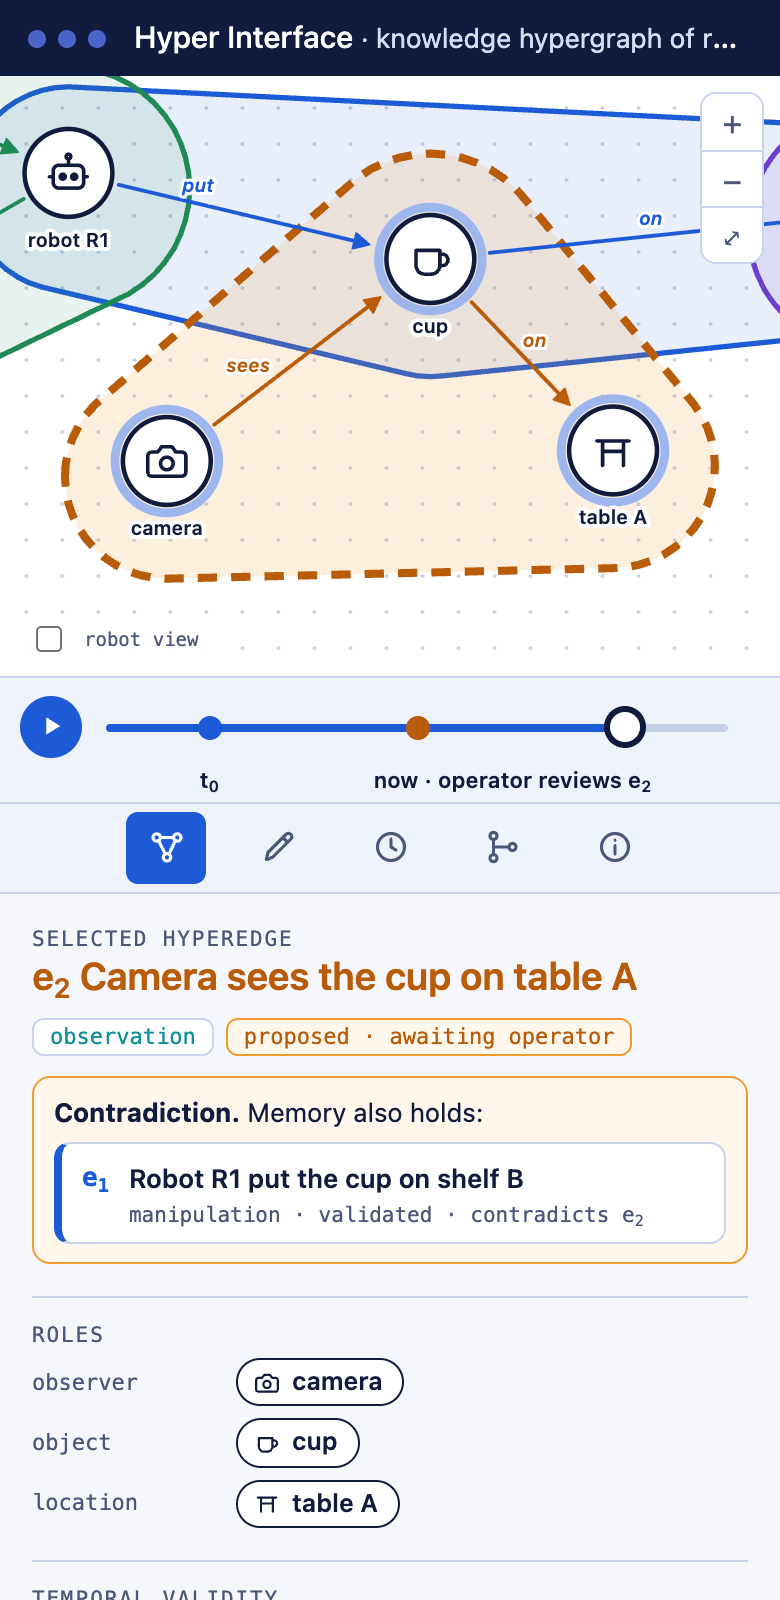 Hyper Interface · knowledge hypergraph of r...
+
put
on
−
robot R1
cup
sees
on
camera
table A
robot view
t₀
now · operator reviews e₂
SELECTED HYPEREDGE
e₂ Camera sees the cup on table A
observation
proposed · awaiting operator
Contradiction. Memory also holds:
e₁ Robot R1 put the cup on shelf B
manipulation · validated · contradicts e₂
ROLES
observer camera
object cup
location table A
TEMPORAL VALIDITY